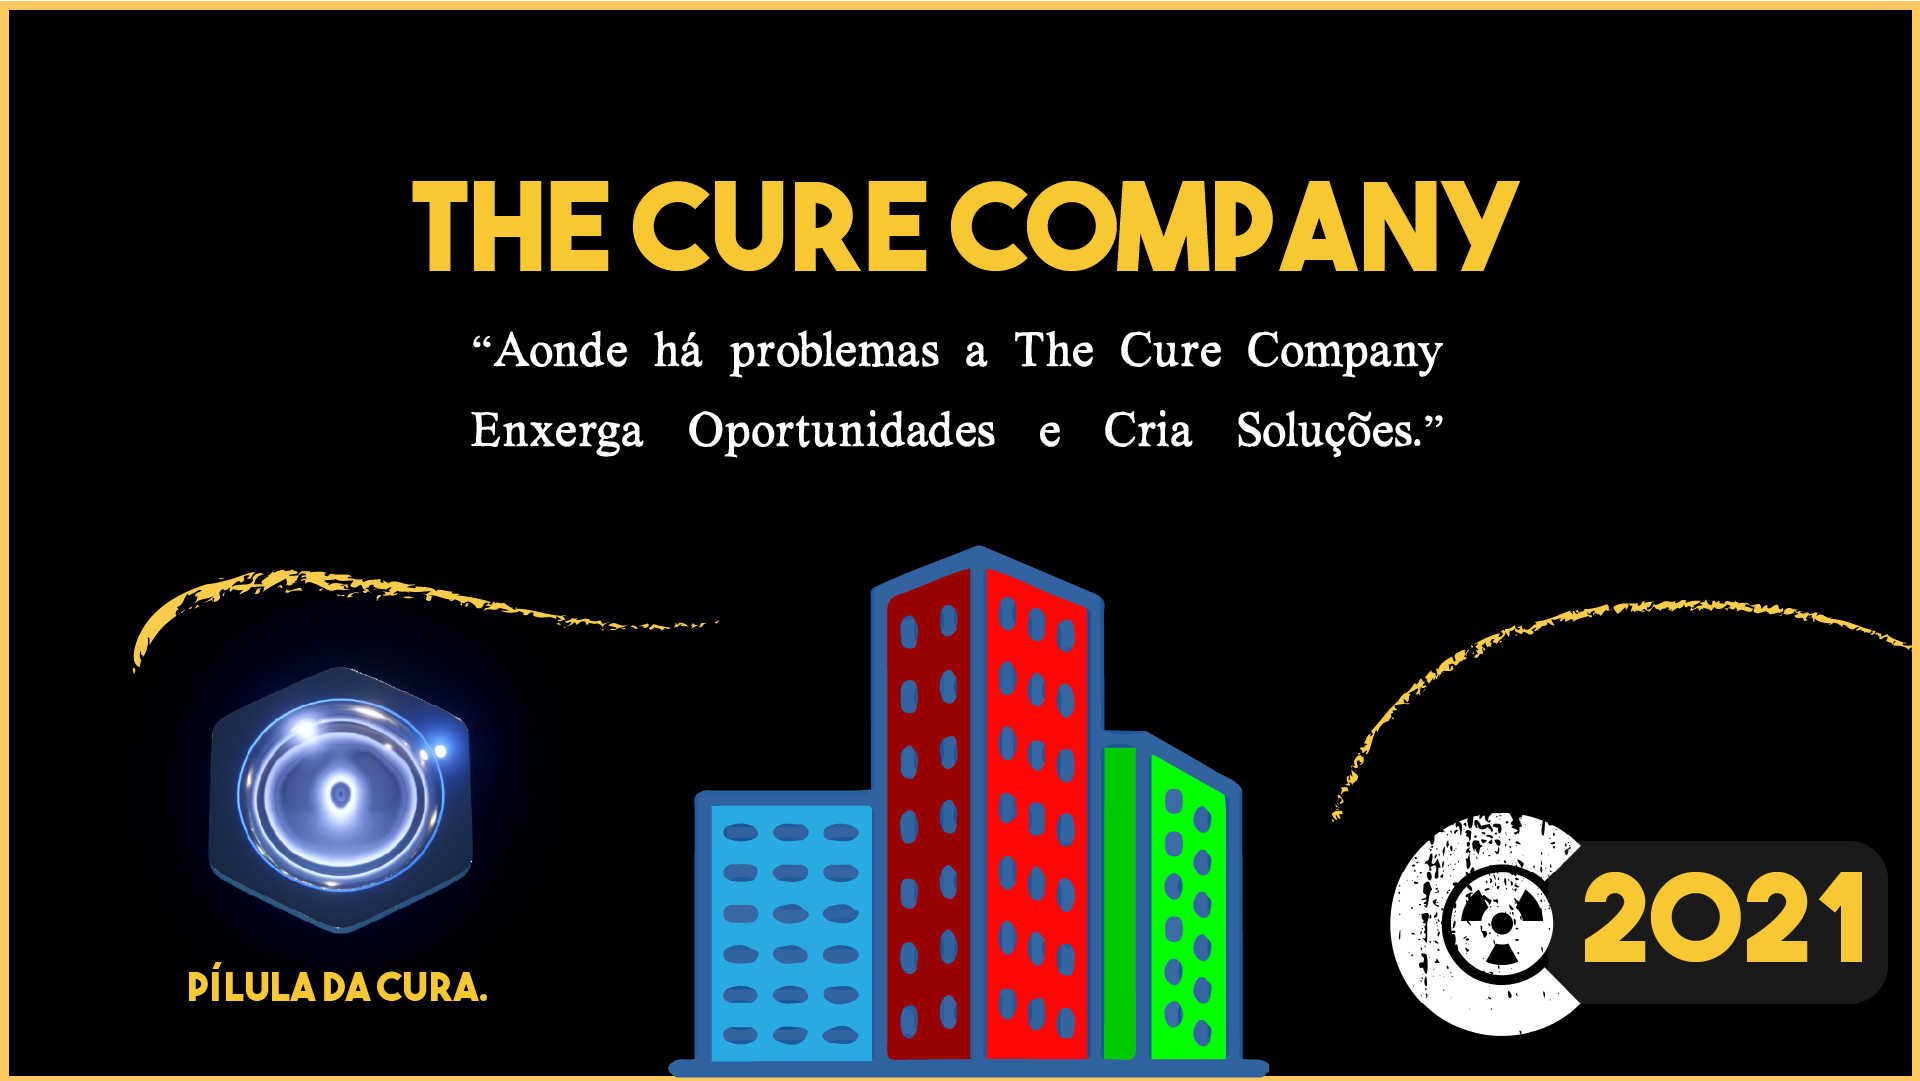 THE CURE COMPANY
“Aonde há problemas a The Cure Company
Enxerga Oportunidades e Cria Soluções.”
PÍLULA DA CURA.
2021